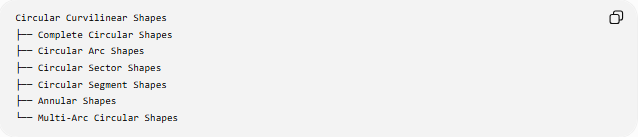 Circular Curvilinear Shapes
├── Complete Circular Shapes
├── Circular Arc Shapes
├── Circular Sector Shapes
├── Circular Segment Shapes
├── Annular Shapes
└── Multi-Arc Circular Shapes